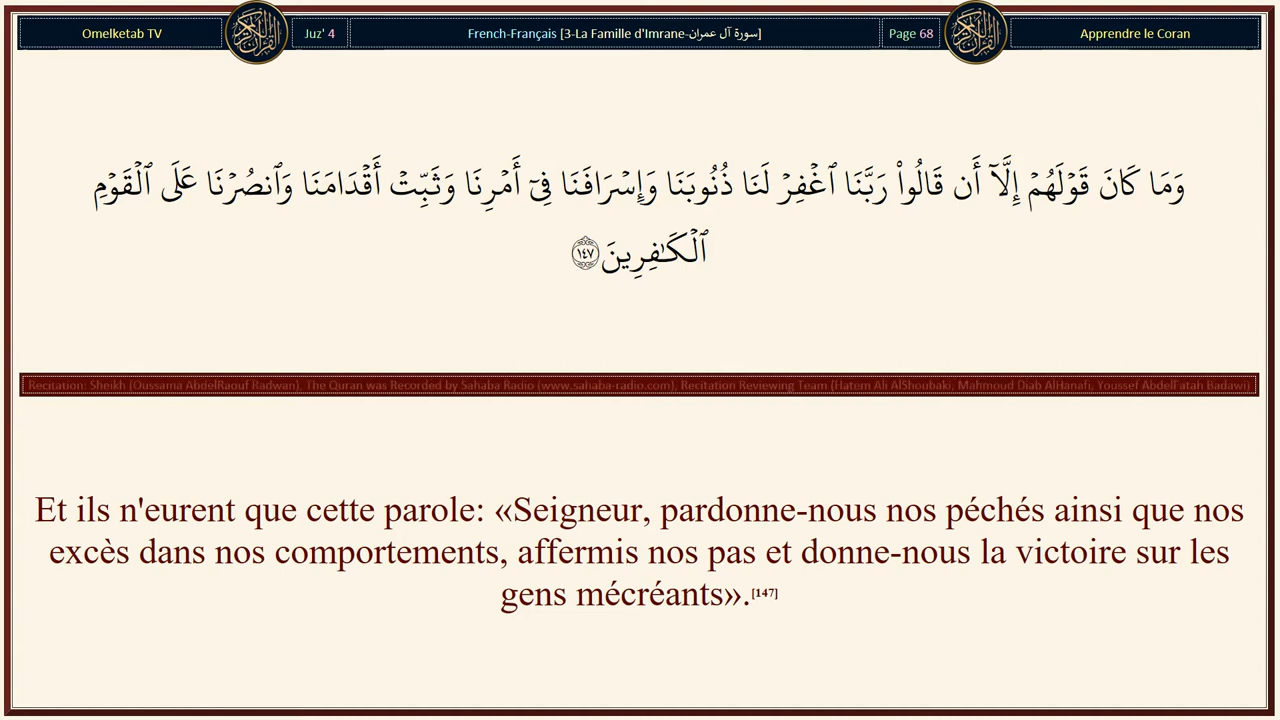 Omelketab TV
Juz' 4
French-Français [3-La Famille d'Imrane-سورة آل عمران]
Page 68
Apprendre le Coran
وَمَا كَانَ قَوۡلَهُمۡ إِلَّآ أَن قَالُواْ رَبَّنَا ٱغۡفِرۡ لَنَا ذُنُوبَنَا وَإِسۡرَافَنَا فِيٓ أَمۡرِنَا وَثَبِّتۡ أَقۡدَامَنَا وَٱنصُرۡنَا عَلَى ٱلۡقَوۡمِ
ٱلۡكَٰفِرِينَ ١٤٧
Recitation: Sheikh (Oussama AbdelRaouf Radwan), The Quran was Recorded by Sahaba Radio (www.sahaba-radio.com), Recitation Reviewing Team (Hatem Ali AlShoubaki, Mahmoud Diab AlHanafi, Youssef AbdelFatah Badawi)
Et ils n'eurent que cette parole: «Seigneur, pardonne-nous nos péchés ainsi que nos
excès dans nos comportements, affermis nos pas et donne-nous la victoire sur les
gens mécréants».[147]